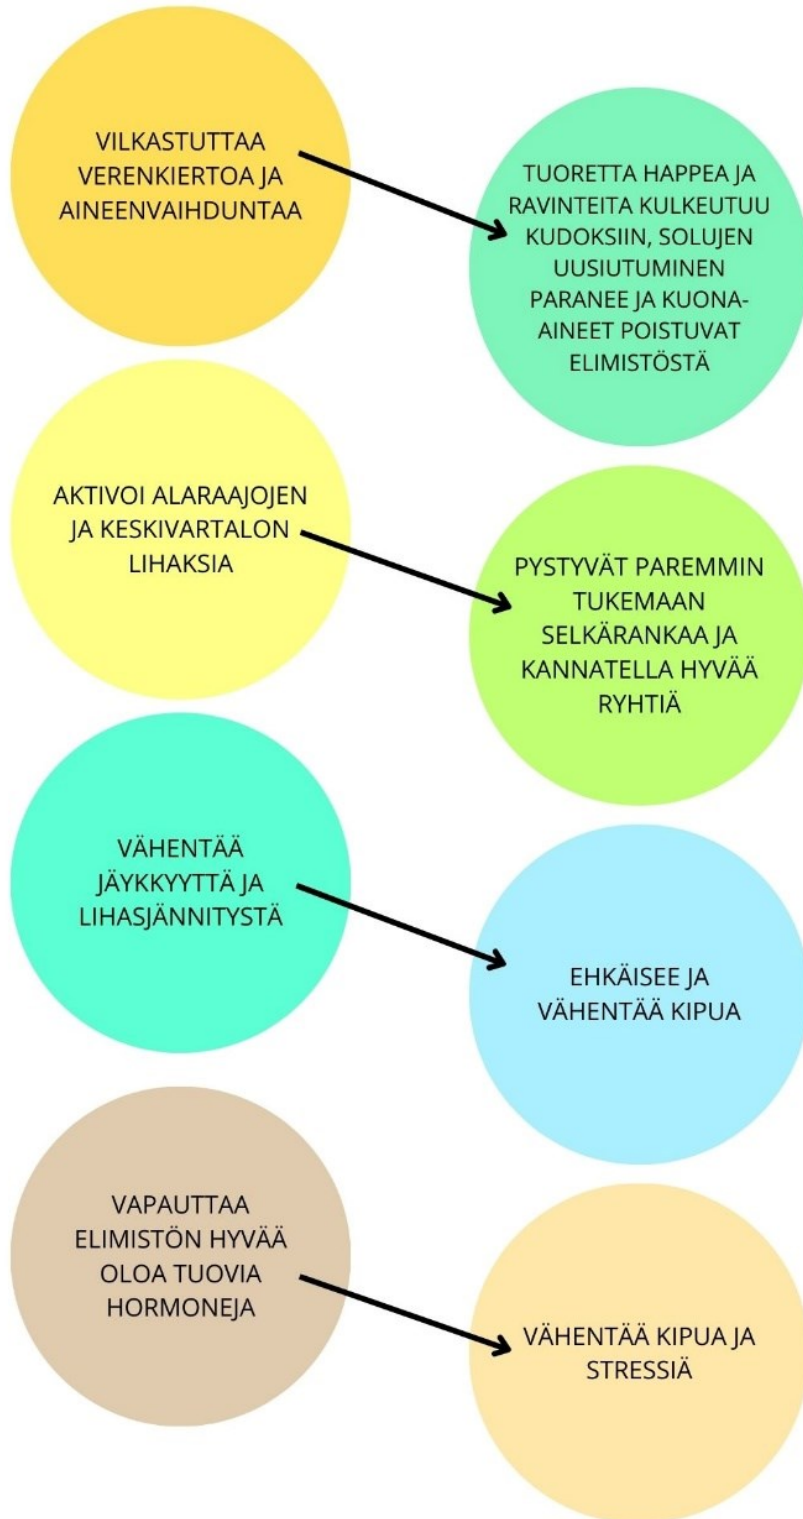 VILKASTUTTAA
VERENKIERTOA JA
AINEENVAIHDUNTAA
TUORETTA HAPPEA JA
RAVINTEITA KULKEUTUU
KUDOKSIIN, SOLUJEN
UUSIUTUMINEN
PARANEE JA KUONA-
AINEET POISTUVAT
ELIMISTÖSTÄ
AKTIVOI ALARAAJOJEN
JA KESKIVARTALON
LIHAKSIA
PYSTYVÄT PAREMMIN
TUKEMAAN
SELKÄRANKAA JA
KANNATELLA HYVÄÄ
RYHTIÄ
VÄHENTÄÄ
JÄYKKYYTTÄ JA
LIHASJÄNNITYSTÄ
EHKÄISEE JA
VÄHENTÄÄ KIPUA
VAPAUTTAA
ELIMISTÖN HYVÄÄ
OLOA TUOVIA
HORMONEJA
VÄHENTÄÄ KIPUA JA
STRESSIÄ